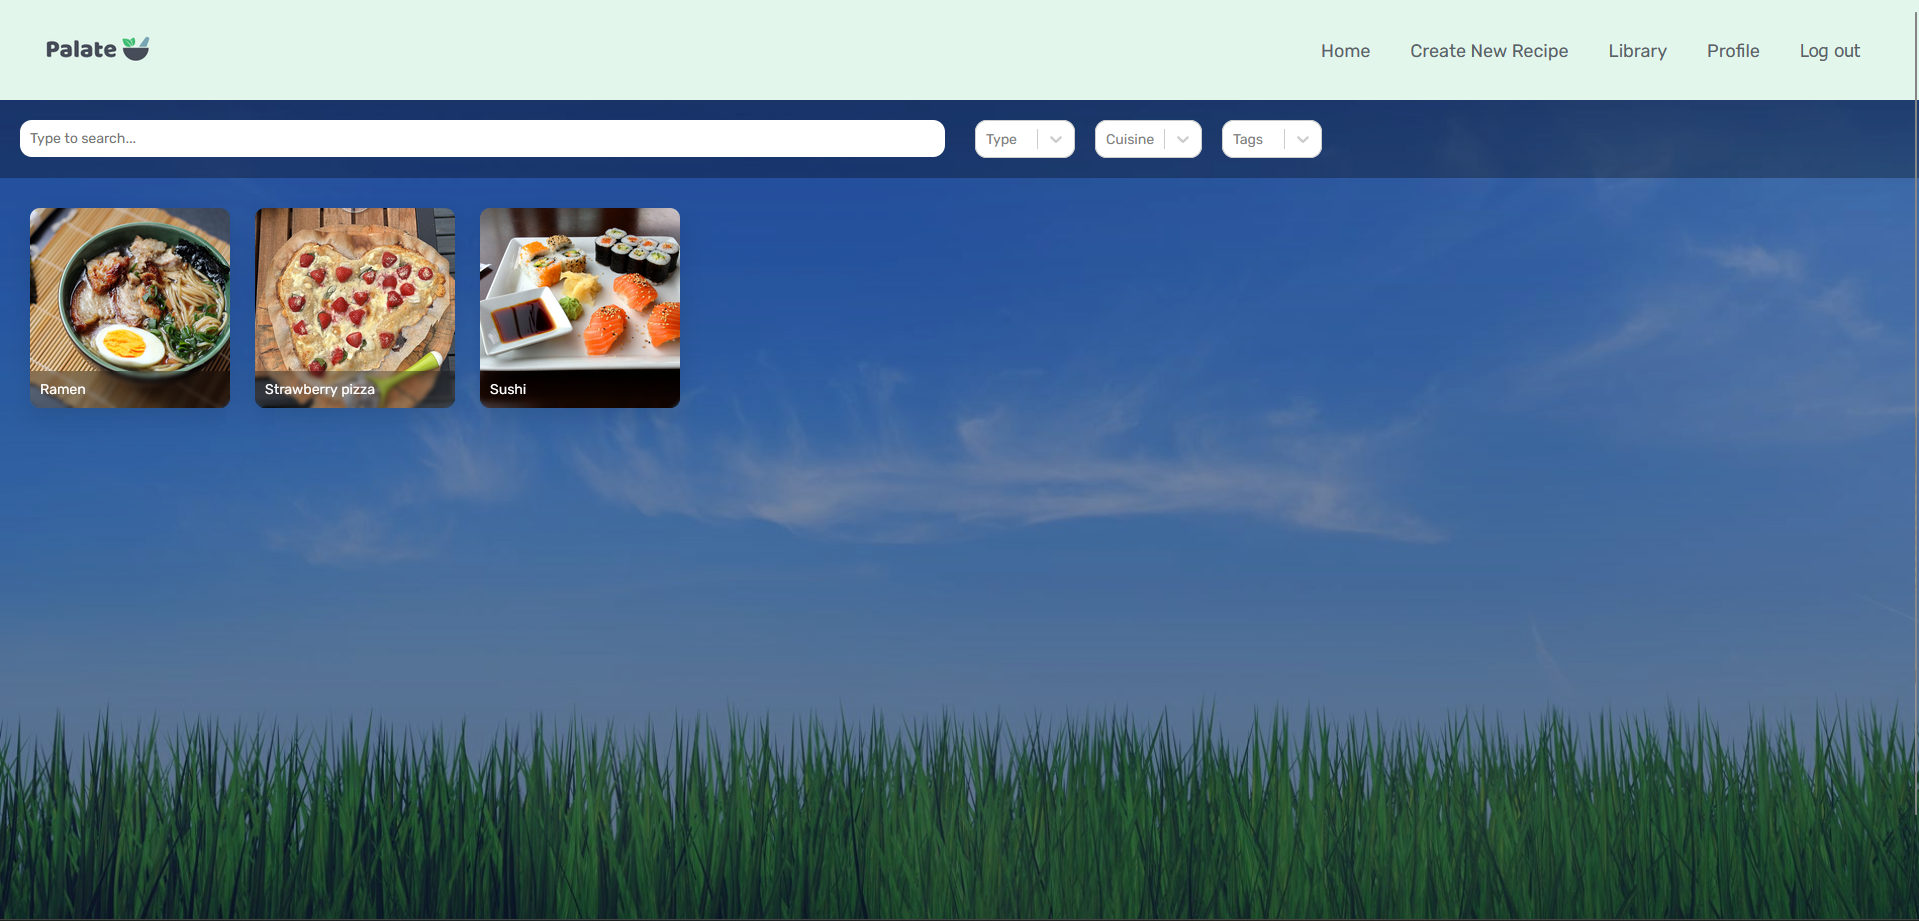 Palate
Home Create New Recipe Library Profile Log out
Type to search... Type Cuisine Tags
Ramen Strawberry pizza Sushi